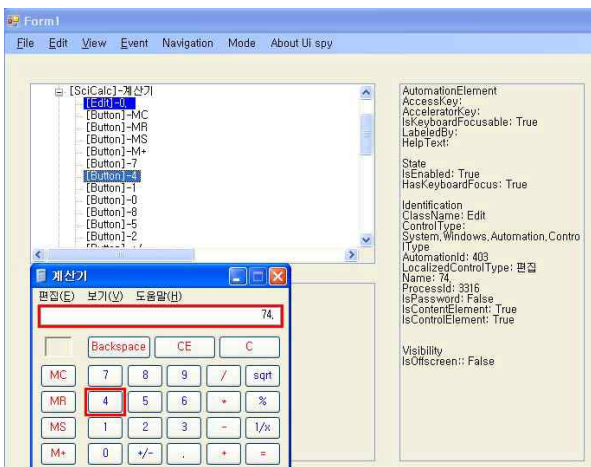 Form1
File Edit View Event Navigation Mode About Ui spy
[SciCalc]-계산기
[Edit]-0,
[Button]-MC
[Button]-MR
[Button]-MS
[Button]-M+
[Button]-7
[Button]-4
[Button]-1
[Button]-0
[Button]-8
[Button]-5
[Button]-2
AutomationElement
AccessKey:
AcceleratorKey:
IsKeyboardFocusable: True
LabeledBy:
HelpText:
State
IsEnabled: True
HasKeyboardFocus: True
Identification
ClassName: Edit
ControlType:
System,Windows,Automation,Contro
lType
AutomationId: 403
LocalizedControlType: 편집
Name: 74,
ProcessId: 3316
IsPassword: False
IsContentElement: True
IsControlElement: True
Visibility
IsOffscreen:: False
계산기
편집(E) 보기(V) 도움말(H)
74,
Backspace CE C
MC 7 8 9 / sqrt
MR 4 5 6 * %
MS 1 2 3 - 1/x
M+ 0 +/- . + =